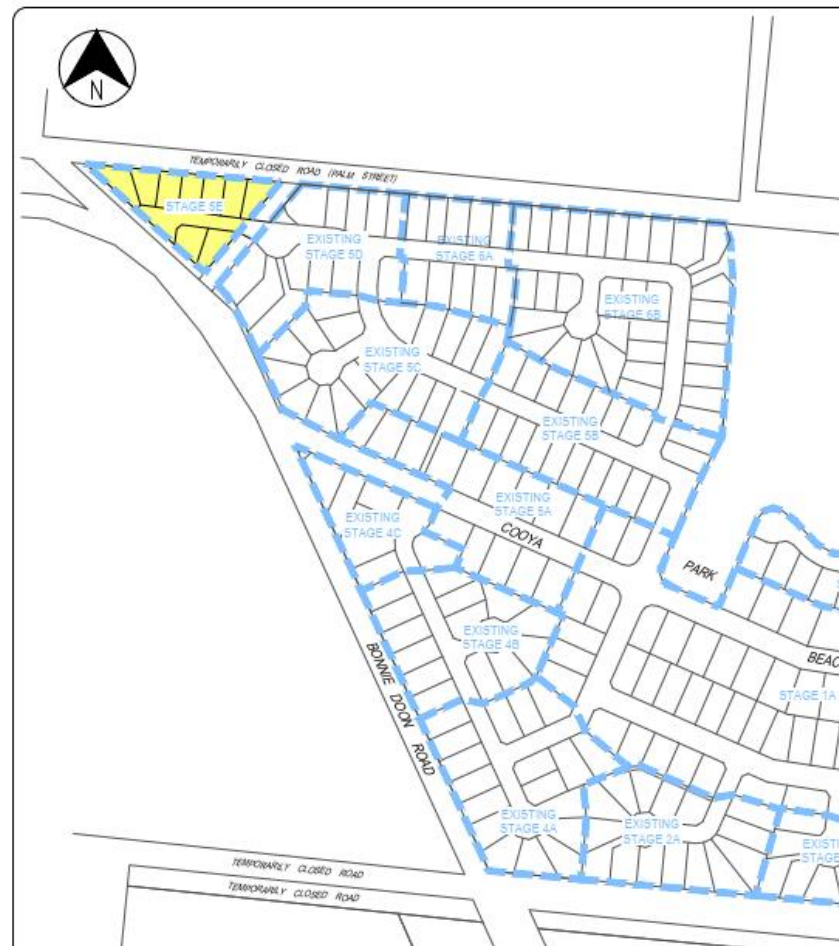 N
TEMPORARILY CLOSED ROAD (PALM STREET)
STAGE 5E
EXISTING
STAGE 5D
EXISTING
STAGE 6A
EXISTING
STAGE 6B
EXISTING
STAGE 5C
EXISTING
STAGE 5B
EXISTING
STAGE 5A
EXISTING
STAGE 4C
COOYA
PARK
EXISTING
STAGE 4B
BEAC
BONNIE DOON ROAD
STAGE 1A
EXISTING
STAGE 4A
EXISTING
STAGE 2A
EXISTI
STAGE
TEMPORARILY CLOSED ROAD
TEMPORARILY CLOSED ROAD